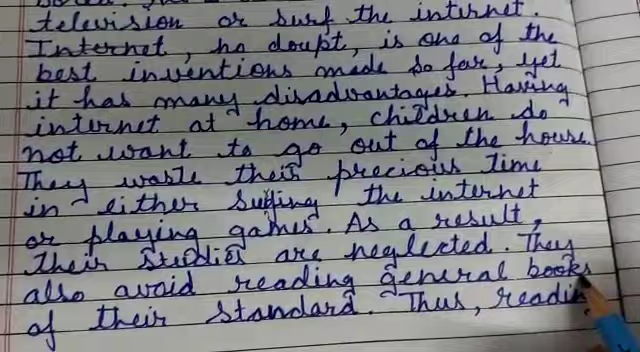 television or surf the internet.
Internet, no doubt, is one of the
best inventions made so far, yet
it has many disadvantages. Having
internet at home, children do
not want to go out of the house.
They waste their precious time
in either surfing the internet
or playing games. As a result,
their studies are neglected. They
also avoid reading general books
of their standard. Thus, readin